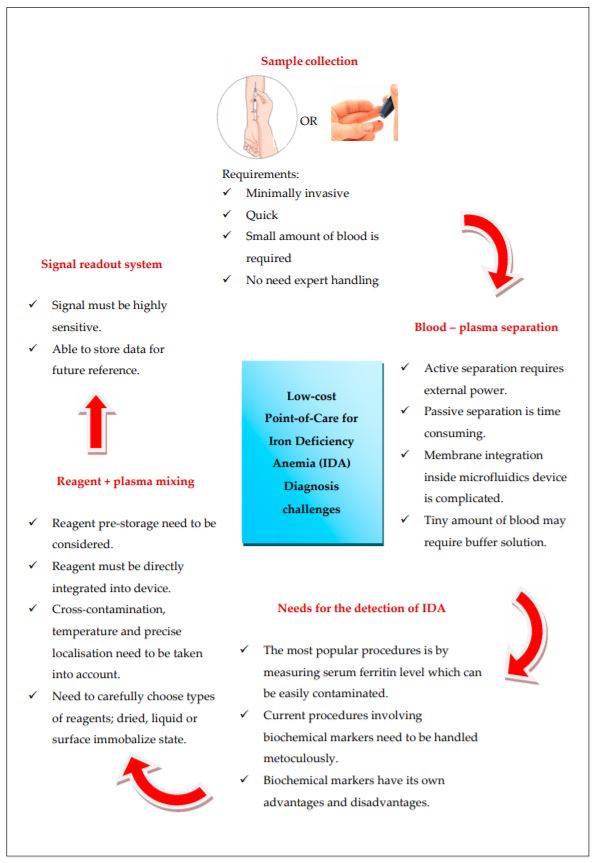 Sample collection
OR
Requirements:
✓ Minimally invasive
✓ Quick
✓ Small amount of blood is
required
✓ No need expert handling
Blood – plasma separation
✓ Active separation requires
external power.
✓ Passive separation is time
consuming.
✓ Membrane integration
inside microfluidics device
is complicated.
✓ Tiny amount of blood may
require buffer solution.
Needs for the detection of IDA
✓ The most popular procedures is by
measuring serum ferritin level which can
be easily contaminated.
✓ Current procedures involving
biochemical markers need to be handled
metoculously.
✓ Biochemical markers have its own
advantages and disadvantages.
Reagent + plasma mixing
✓ Reagent pre-storage need to be
considered.
✓ Reagent must be directly
integrated into device.
✓ Cross-contamination,
temperature and precise
localisation need to be taken
into account.
✓ Need to carefully choose types
of reagents; dried, liquid or
surface immobalize state.
Signal readout system
✓ Signal must be highly
sensitive.
✓ Able to store data for
future reference.
Low-cost
Point-of-Care for
Iron Deficiency
Anemia (IDA)
Diagnosis
challenges